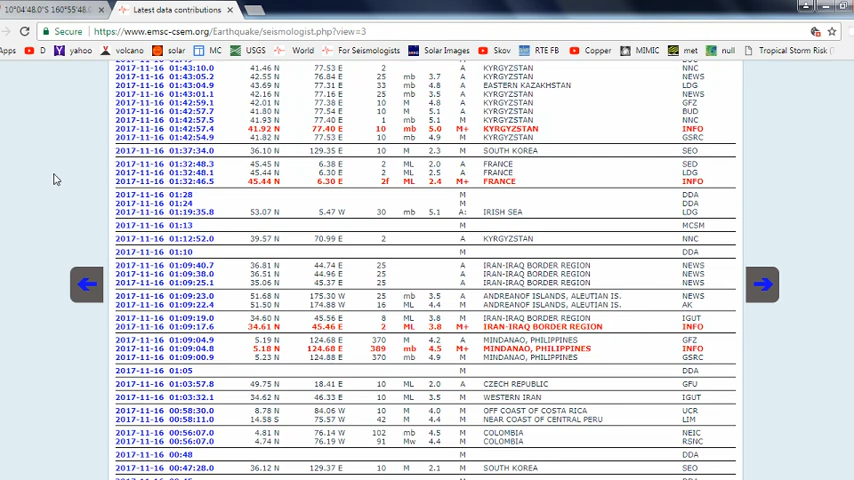 10°04'48.0"S 160°55'48.0
Latest data contributions
Secure https://www.emsc-csem.org/Earthquake/seismologist.php?view=3
Apps D yahoo volcano solar MC USGS World For Seismologists Solar Images Skov RTE FB Copper MIMIC met null Tropical Storm Risk
2017-11-16 01:43:10.0 41.46 N 77.53 E 2 A KYRGYZSTAN NNC
2017-11-16 01:43:05.2 42.55 N 76.84 E 25 mb 3.7 A KYRGYZSTAN NEWS
2017-11-16 01:43:04.9 43.69 N 77.31 E 33 mb 4.8 A EASTERN KAZAKHSTAN LDG
2017-11-16 01:43:01.1 42.16 N 77.16 E 25 mb 3.5 A KYRGYZSTAN NEWS
2017-11-16 01:42:59.1 42.01 N 77.38 E 10 M 4.8 A KYRGYZSTAN GFZ
2017-11-16 01:42:57.7 41.80 N 77.54 E 10 M 5.1 A KYRGYZSTAN BUD
2017-11-16 01:42:57.5 41.93 N 77.40 E 1 mb 5.1 M KYRGYZSTAN NNC
2017-11-16 01:42:57.4 41.92 N 77.40 E 10 mb 5.0 M+ KYRGYZSTAN INFO
2017-11-16 01:42:54.9 41.82 N 77.53 E 10 mb 4.9 M KYRGYZSTAN GSRC
2017-11-16 01:37:34.0 36.10 N 129.35 E 10 M 2.3 M SOUTH KOREA SEO
2017-11-16 01:32:48.3 45.45 N 6.38 E 2 ML 2.0 A FRANCE SED
2017-11-16 01:32:48.1 45.44 N 6.30 E 2 ML 2.5 A FRANCE LDG
2017-11-16 01:32:46.5 45.44 N 6.30 E 2f ML 2.4 M+ FRANCE INFO
2017-11-16 01:28 M DDA
2017-11-16 01:24 M DDA
2017-11-16 01:19:35.8 53.07 N 5.47 W 30 mb 5.1 A: IRISH SEA LDG
2017-11-16 01:13 M MCSM
2017-11-16 01:12:52.0 39.57 N 70.99 E 2 A KYRGYZSTAN NNC
2017-11-16 01:10 M DDA
2017-11-16 01:09:40.7 36.81 N 44.74 E 25 A IRAN-IRAQ BORDER REGION NEWS
2017-11-16 01:09:38.0 36.51 N 44.96 E 25 A IRAN-IRAQ BORDER REGION NEWS
2017-11-16 01:09:25.1 35.06 N 45.37 E 25 A IRAN-IRAQ BORDER REGION NEWS
2017-11-16 01:09:23.0 51.68 N 175.30 W 25 mb 3.5 A ANDREANOF ISLANDS, ALEUTIAN IS. NEWS
2017-11-16 01:09:22.4 51.50 N 174.88 W 16 ML 4.4 M ANDREANOF ISLANDS, ALEUTIAN IS. AK
2017-11-16 01:09:19.0 34.60 N 45.56 E 8 ML 3.8 M IRAN-IRAQ BORDER REGION IGUT
2017-11-16 01:09:17.6 34.61 N 45.46 E 2 ML 3.8 M+ IRAN-IRAQ BORDER REGION INFO
2017-11-16 01:09:04.9 5.19 N 124.68 E 370 M 4.2 A MINDANAO, PHILIPPINES GFZ
2017-11-16 01:09:04.8 5.18 N 124.68 E 389 mb 4.5 M+ MINDANAO, PHILIPPINES INFO
2017-11-16 01:09:00.9 5.23 N 124.88 E 370 mb 4.9 M MINDANAO, PHILIPPINES GSRC
2017-11-16 01:05 M DDA
2017-11-16 01:03:57.8 49.75 N 18.41 E 10 ML 2.0 A CZECH REPUBLIC GFU
2017-11-16 01:03:32.1 34.62 N 46.33 E 10 ML 3.5 M WESTERN IRAN IGUT
2017-11-16 00:58:30.0 8.78 N 84.06 W 10 M 4.0 M OFF COAST OF COSTA RICA UCR
2017-11-16 00:58:11.0 14.58 S 75.57 W 42 M 4.4 M NEAR COAST OF CENTRAL PERU LIM
2017-11-16 00:56:07.0 4.81 N 76.14 W 102 mb 4.5 M COLOMBIA NEIC
2017-11-16 00:56:07.0 4.74 N 76.19 W 91 Mw 4.4 M COLOMBIA RSNC
2017-11-16 00:48 M DDA
2017-11-16 00:47:28.0 36.12 N 129.37 E 10 M 2.1 M SOUTH KOREA SEO